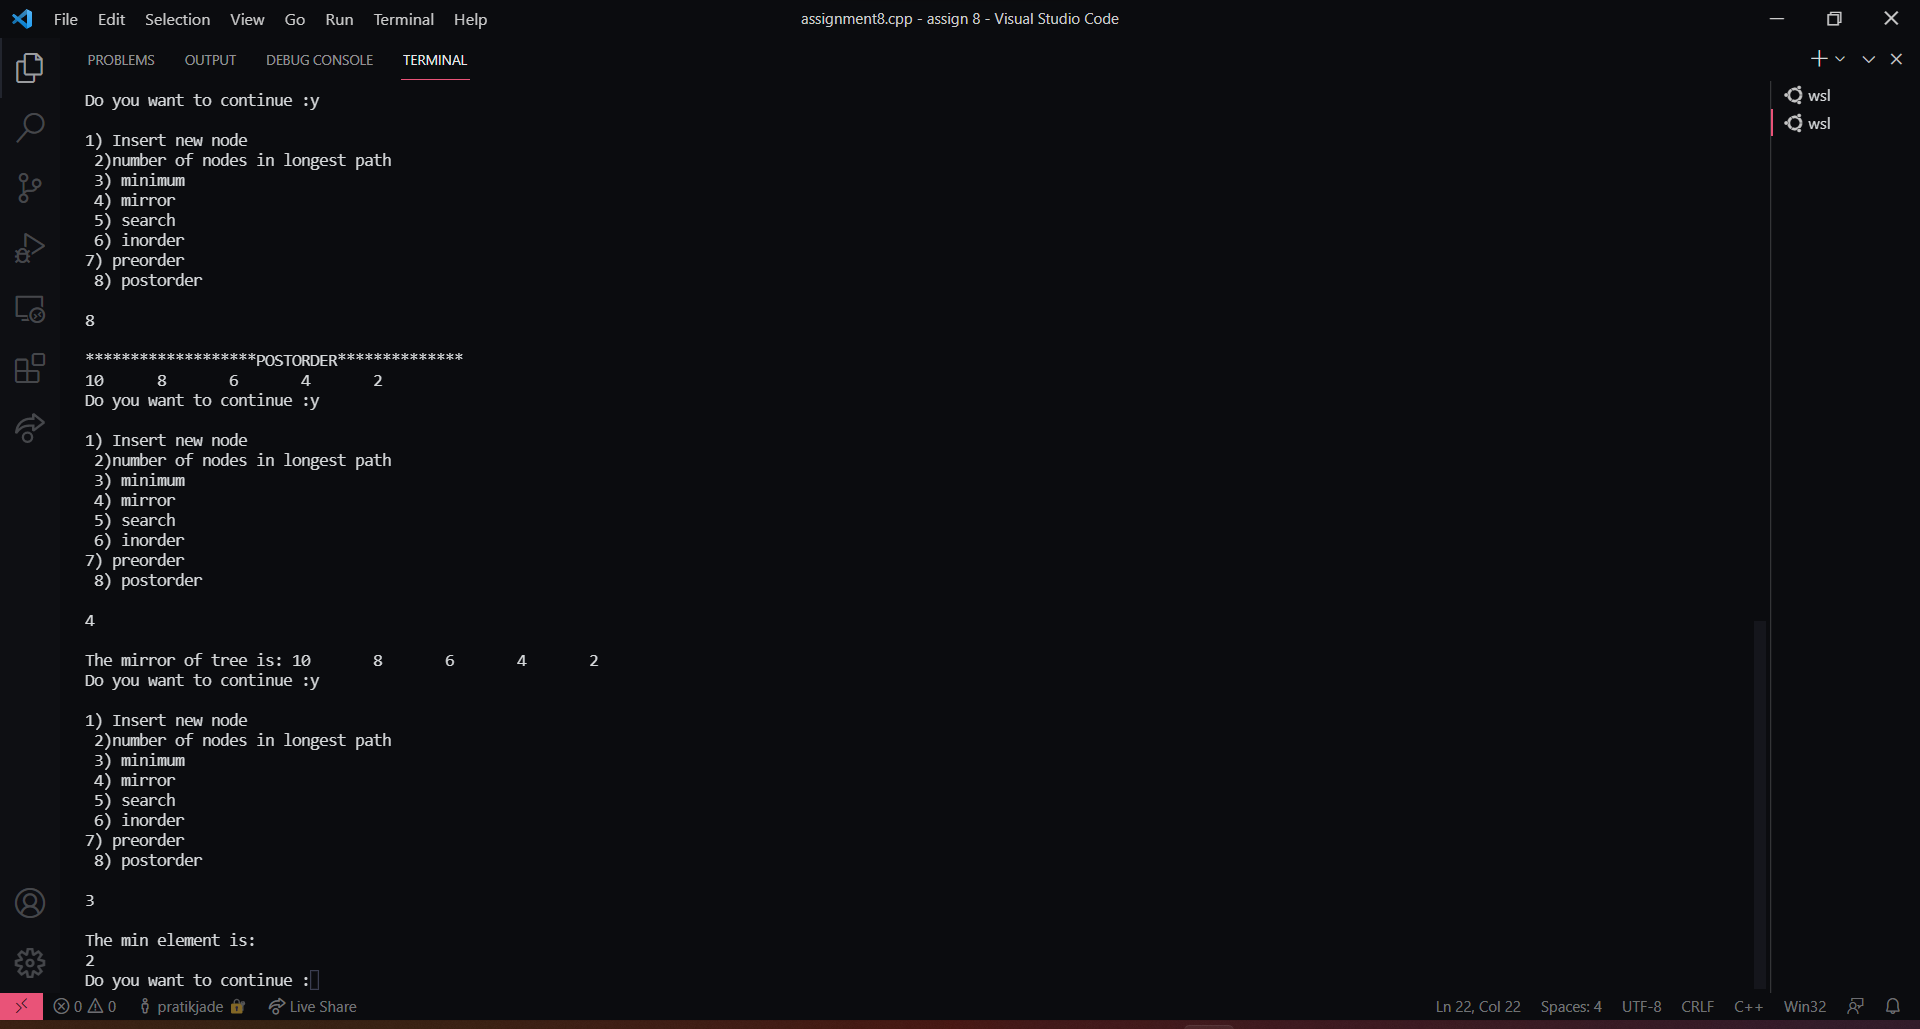 File Edit Selection View Go Run Terminal Help
assignment8.cpp - assign 8 - Visual Studio Code
PROBLEMS OUTPUT DEBUG CONSOLE TERMINAL
wsl
wsl
Do you want to continue :y
1) Insert new node
2)number of nodes in longest path
3) minimum
4) mirror
5) search
6) inorder
7) preorder
8) postorder
8
*******************POSTORDER**************
10 8 6 4 2
Do you want to continue :y
1) Insert new node
2)number of nodes in longest path
3) minimum
4) mirror
5) search
6) inorder
7) preorder
8) postorder
4
The mirror of tree is: 10 8 6 4 2
Do you want to continue :y
1) Insert new node
2)number of nodes in longest path
3) minimum
4) mirror
5) search
6) inorder
7) preorder
8) postorder
3
The min element is:
2
Do you want to continue :
0 0 pratikjade Live Share Ln 22, Col 22 Spaces: 4 UTF-8 CRLF C++ Win32